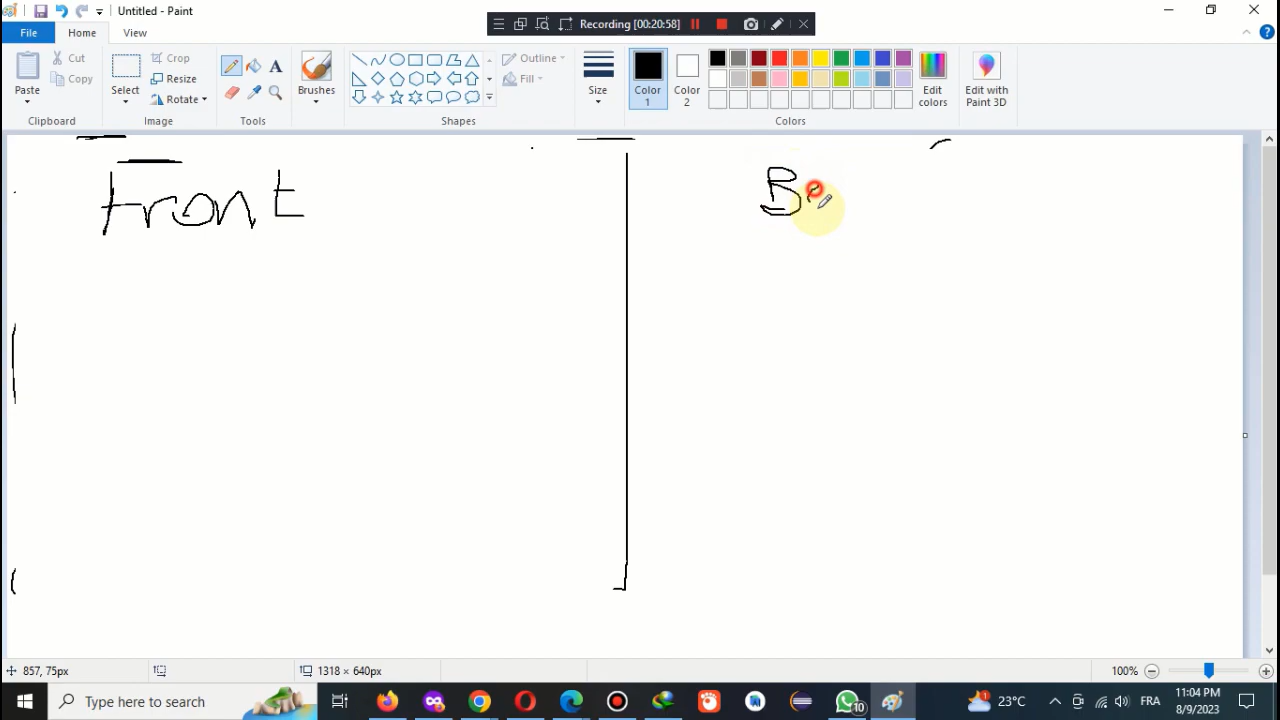 Untitled - Paint
Recording [00:20:58]
File
Home
View
Paste
Cut
Copy
Clipboard
Select
Crop
Resize
Rotate
Image
Tools
Brushes
Outline
Fill
Shapes
Size
Color 1
Color 2
Edit colors
Edit with Paint 3D
Colors
Front
B
857, 75px
1318 × 640px
100%
Type here to search
10
1
23°C
FRA
11:04 PM
8/9/2023